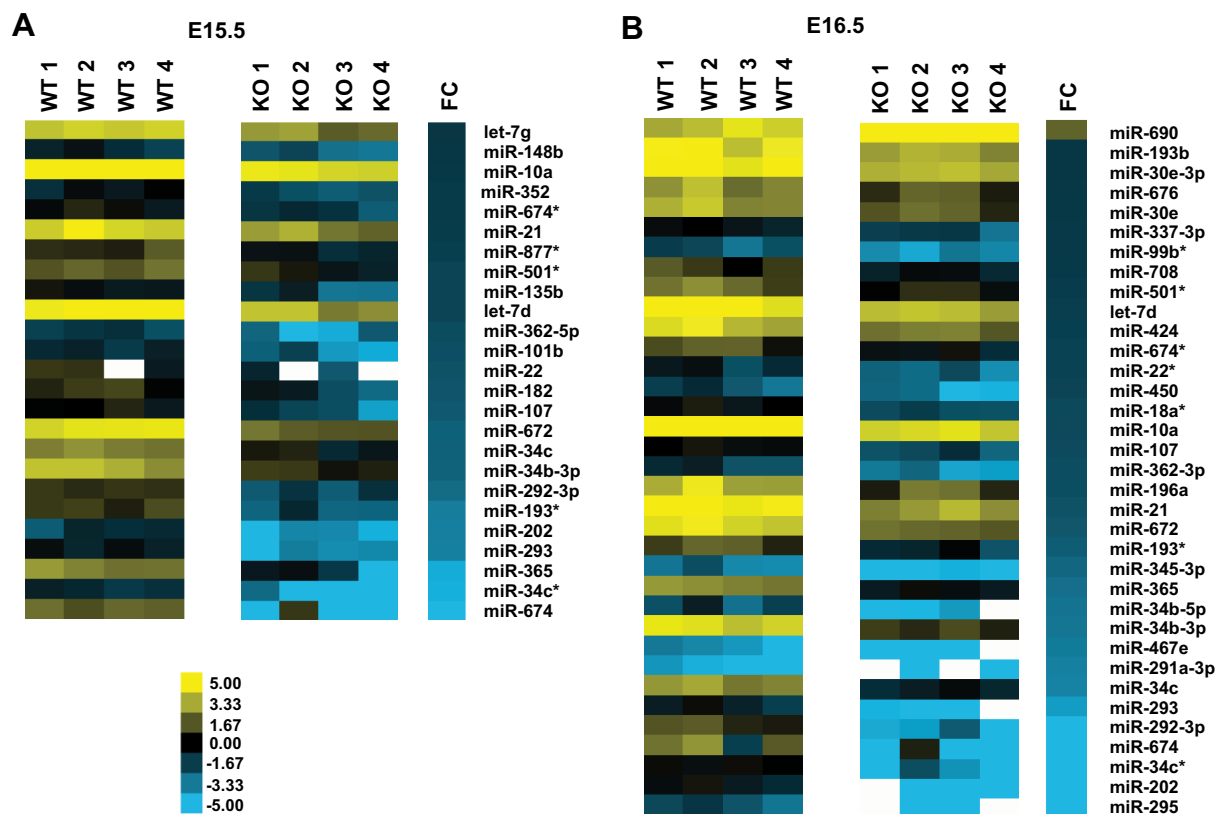 A
E15.5
WT 1
WT 2
WT 3
WT 4
KO 1
KO 2
KO 3
KO 4
FC
let-7g
miR-148b
miR-10a
miR-352
miR-674*
miR-21
miR-877*
miR-501*
miR-135b
let-7d
miR-362-5p
miR-101b
miR-22
miR-182
miR-107
miR-672
miR-34c
miR-34b-3p
miR-292-3p
miR-193*
miR-202
miR-293
miR-365
miR-34c*
miR-674
5.00
3.33
1.67
0.00
-1.67
-3.33
-5.00
B
E16.5
WT 1
WT 2
WT 3
WT 4
KO 1
KO 2
KO 3
KO 4
FC
miR-690
miR-193b
miR-30e-3p
miR-676
miR-30e
miR-337-3p
miR-99b*
miR-708
miR-501*
let-7d
miR-424
miR-674*
miR-22*
miR-450
miR-18a*
miR-10a
miR-107
miR-362-3p
miR-196a
miR-21
miR-672
miR-193*
miR-345-3p
miR-365
miR-34b-5p
miR-34b-3p
miR-467e
miR-291a-3p
miR-34c
miR-293
miR-292-3p
miR-674
miR-34c*
miR-202
miR-295